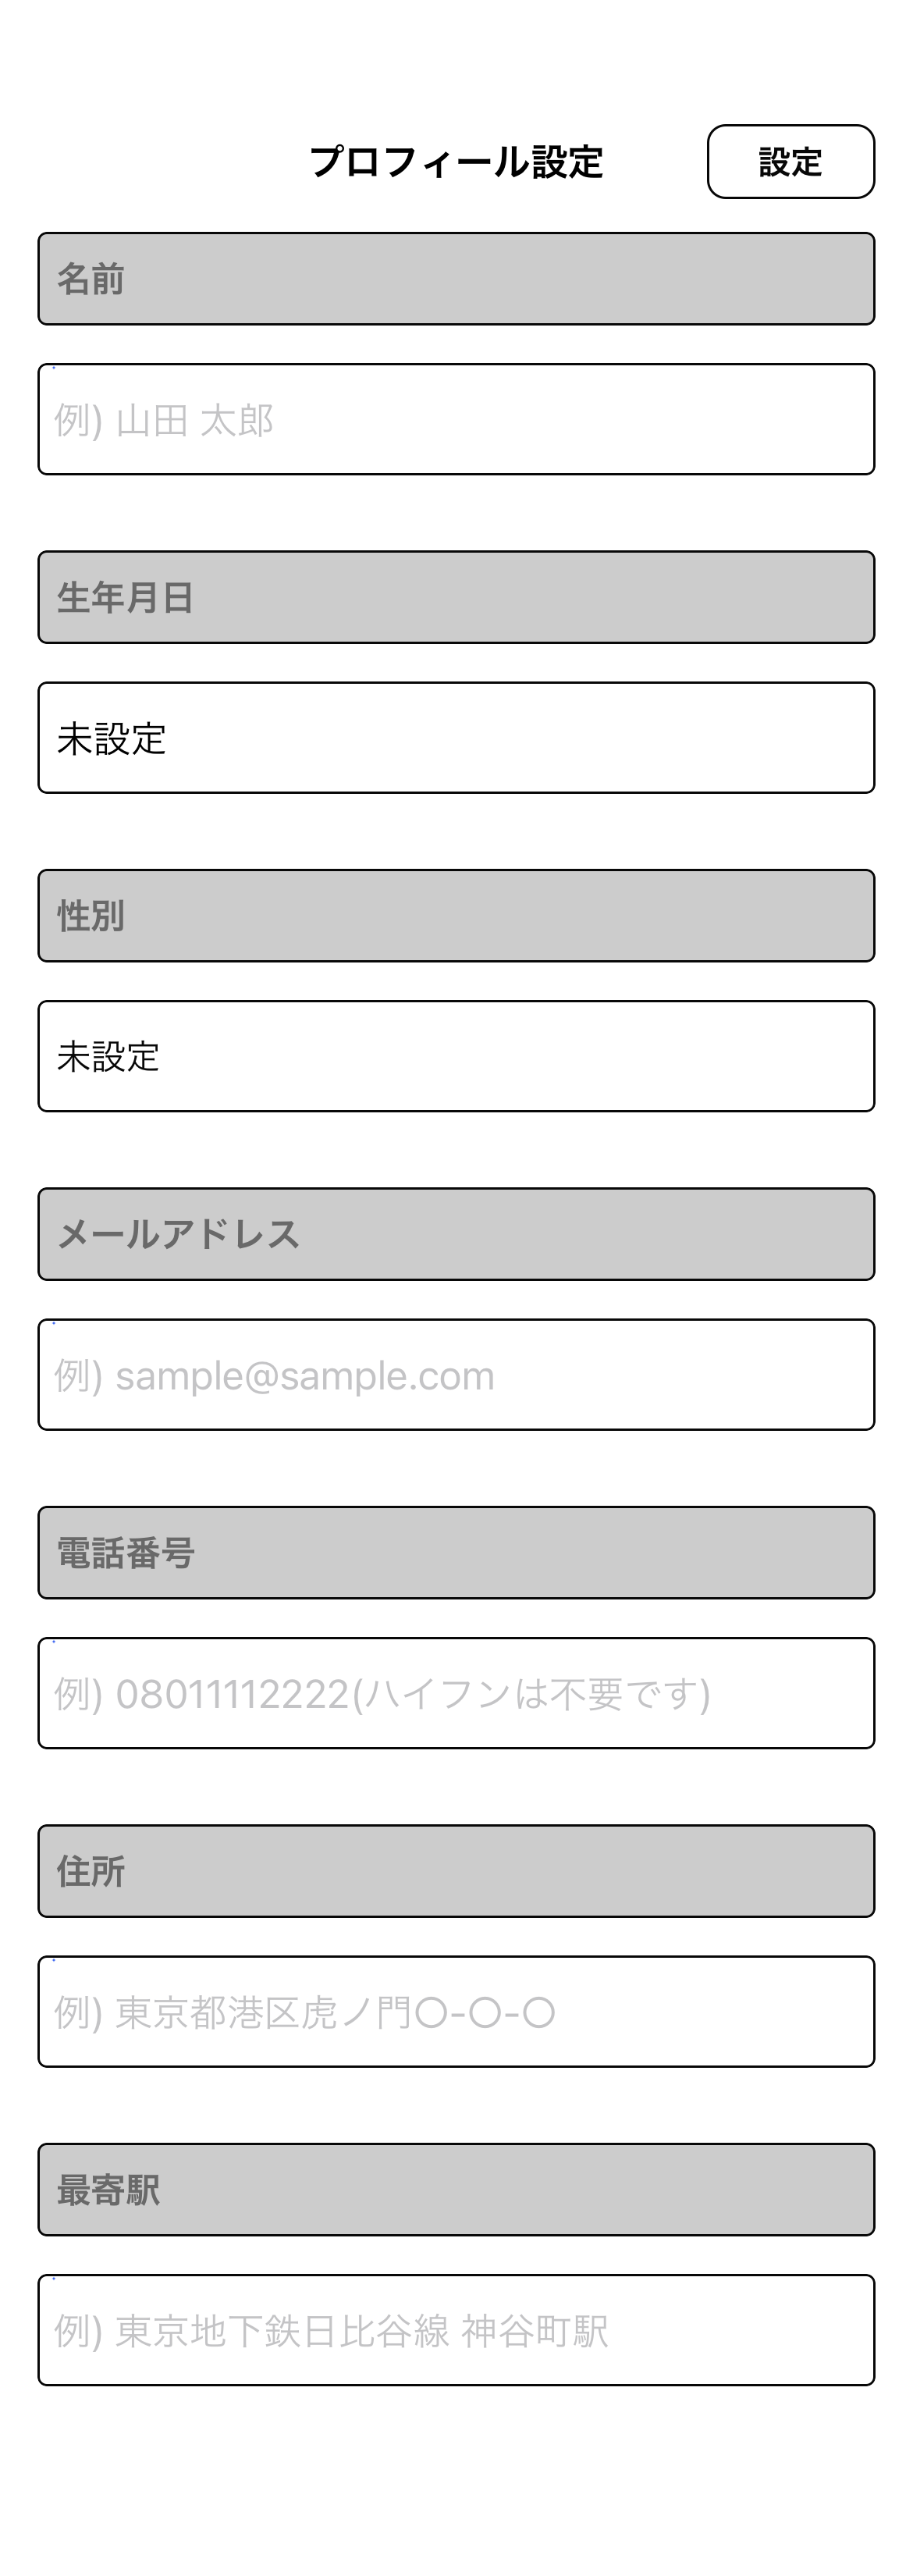 プロフィール設定
設定
名前
例) 山田 太郎
生年月日
未設定
性別
未設定
メールアドレス
例) sample@sample.com
電話番号
例) 08011112222(ハイフンは不要です)
住所
例) 東京都港区虎ノ門〇-〇-〇
最寄駅
例) 東京地下鉄日比谷線 神谷町駅